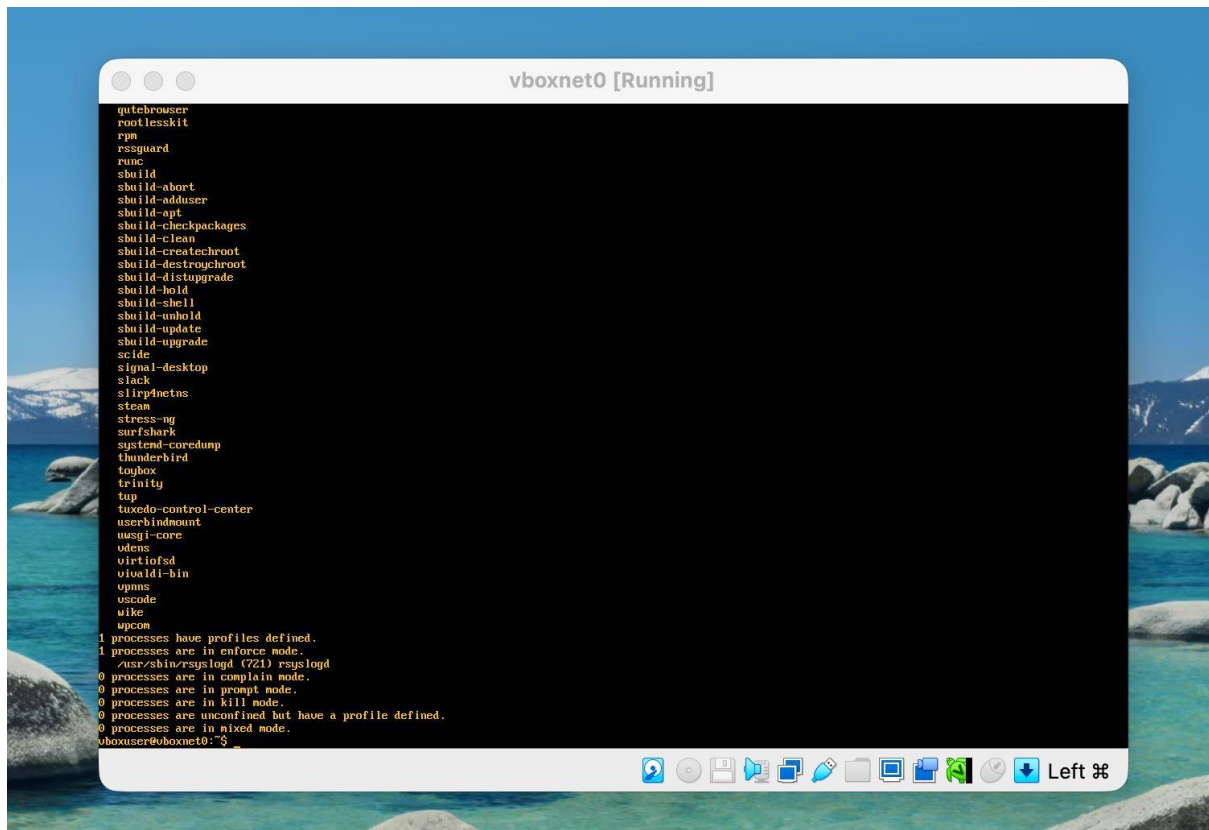 vboxnet0 [Running]
qutebrowser
rootlesskit
rpm
rssguard
runc
sbuild
sbuild-abort
sbuild-adduser
sbuild-apt
sbuild-checkpackages
sbuild-clean
sbuild-createchroot
sbuild-destroychroot
sbuild-distupgrade
sbuild-hold
sbuild-shell
sbuild-unhold
sbuild-update
sbuild-upgrade
scide
signal-desktop
slack
slirp4netns
steam
stress-ng
surfshark
systemd-coredump
thunderbird
toybox
trinity
tup
tuxedo-control-center
userbindmount
uwsgi-core
vdens
virtiofsd
vivaldi-bin
vpnns
vscode
wike
wpcom
1 processes have profiles defined.
1 processes are in enforce mode.
/usr/sbin/rsyslogd (721) rsyslogd
0 processes are in complain mode.
0 processes are in prompt mode.
0 processes are in kill mode.
0 processes are unconfined but have a profile defined.
0 processes are in mixed mode.
vboxuser@vboxnet0:~$ _
Left ⌘